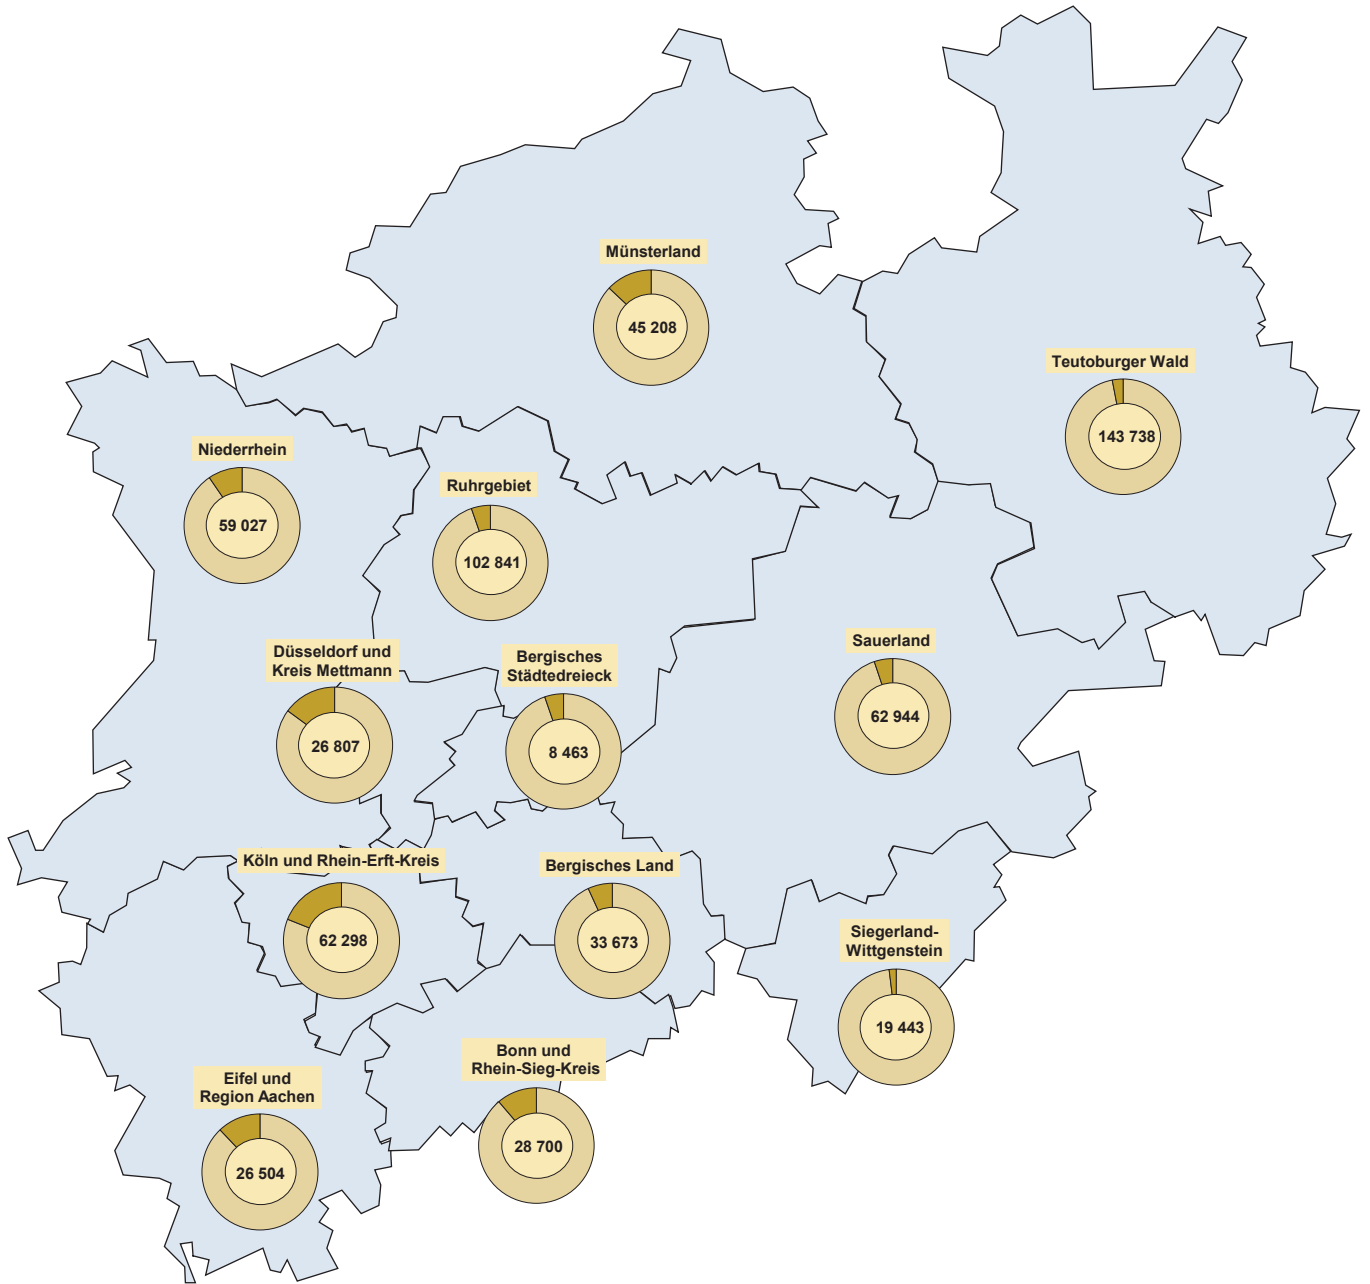 Münsterland
45 208
Teutoburger Wald
143 738
Niederrhein
59 027
Ruhrgebiet
102 841
Düsseldorf und
Kreis Mettmann
26 807
Bergisches
Städtedreieck
8 463
Sauerland
62 944
Köln und Rhein-Erft-Kreis
62 298
Bergisches Land
33 673
Siegerland-
Wittgenstein
19 443
Bonn und
Rhein-Sieg-Kreis
28 700
Eifel und
Region Aachen
26 504